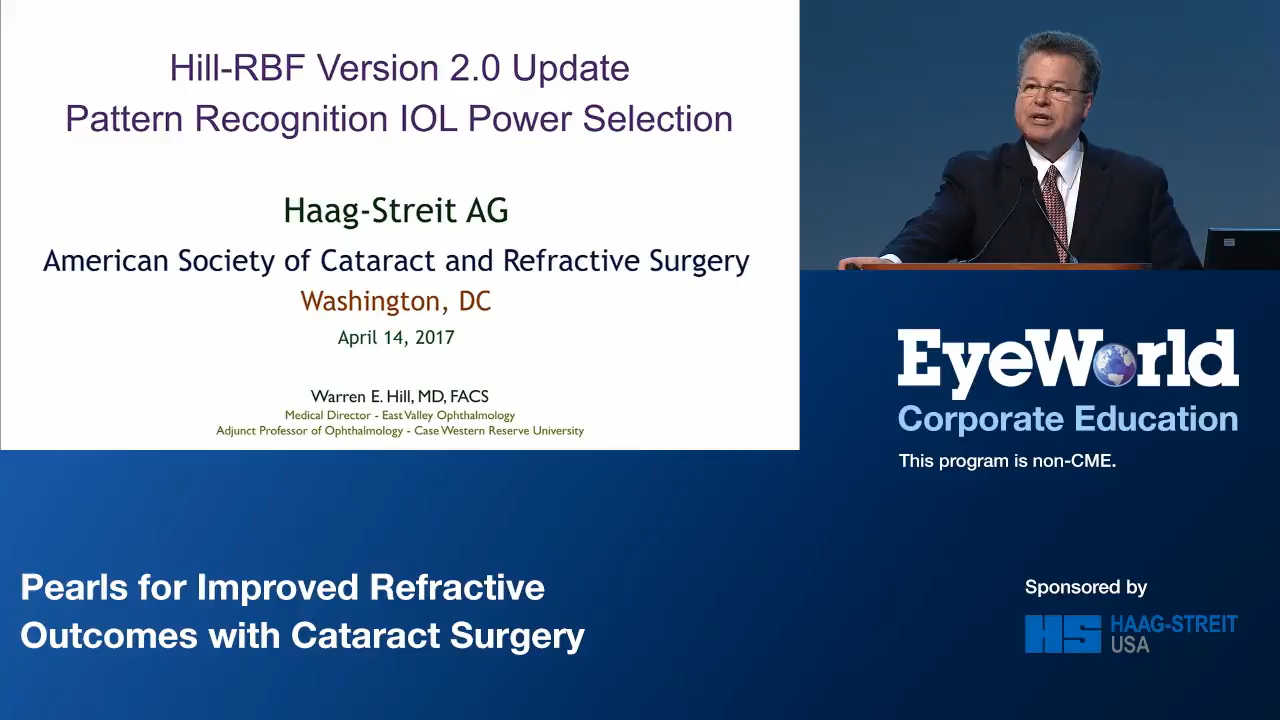 Hill-RBF Version 2.0 Update
Pattern Recognition IOL Power Selection
Haag-Streit AG
American Society of Cataract and Refractive Surgery
Washington, DC
April 14, 2017
Warren E. Hill, MD, FACS
Medical Director - East Valley Ophthalmology
Adjunct Professor of Ophthalmology - Case Western Reserve University
EyeWorld
Corporate Education
This program is non-CME.
Pearls for Improved Refractive
Outcomes with Cataract Surgery
Sponsored by
HS HAAG-STREIT
USA